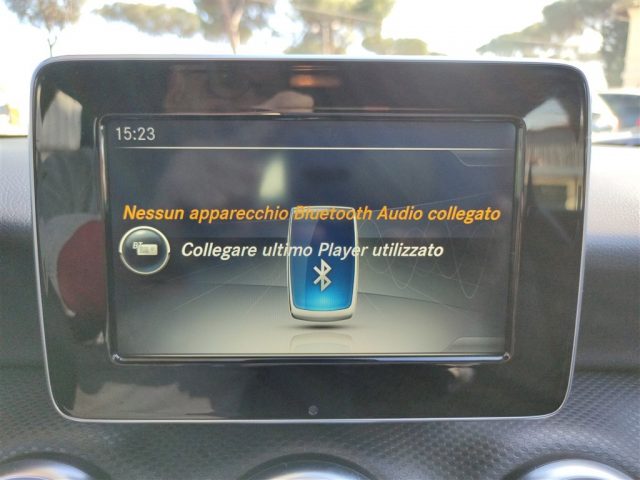 15:23
Nessun apparecchio Bluetooth Audio collegato
BT
Collegare ultimo Player utilizzato